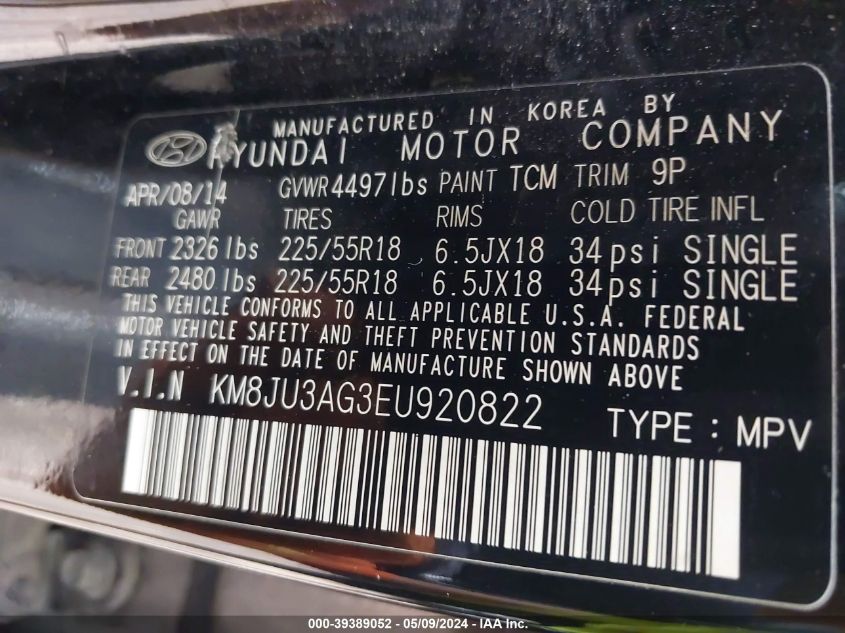 MANUFACTURED IN KOREA BY
HYUNDAI MOTOR COMPANY
APR/08/14 GVWR 4497lbs PAINT TCM TRIM 9P
GAWR TIRES RIMS COLD TIRE INFL
FRONT 2326 lbs 225/55R18 6.5JX18 34psi SINGLE
REAR 2480 lbs 225/55R18 6.5JX18 34psi SINGLE
THIS VEHICLE CONFORMS TO ALL APPLICABLE U.S.A. FEDERAL
MOTOR VEHICLE SAFETY AND THEFT PREVENTION STANDARDS
IN EFFECT ON THE DATE OF MANUFACTURE SHOWN ABOVE
V.I.N KM8JU3AG3EU920822 TYPE : MPV
000-39389052 - 05/09/2024 - IAA Inc.